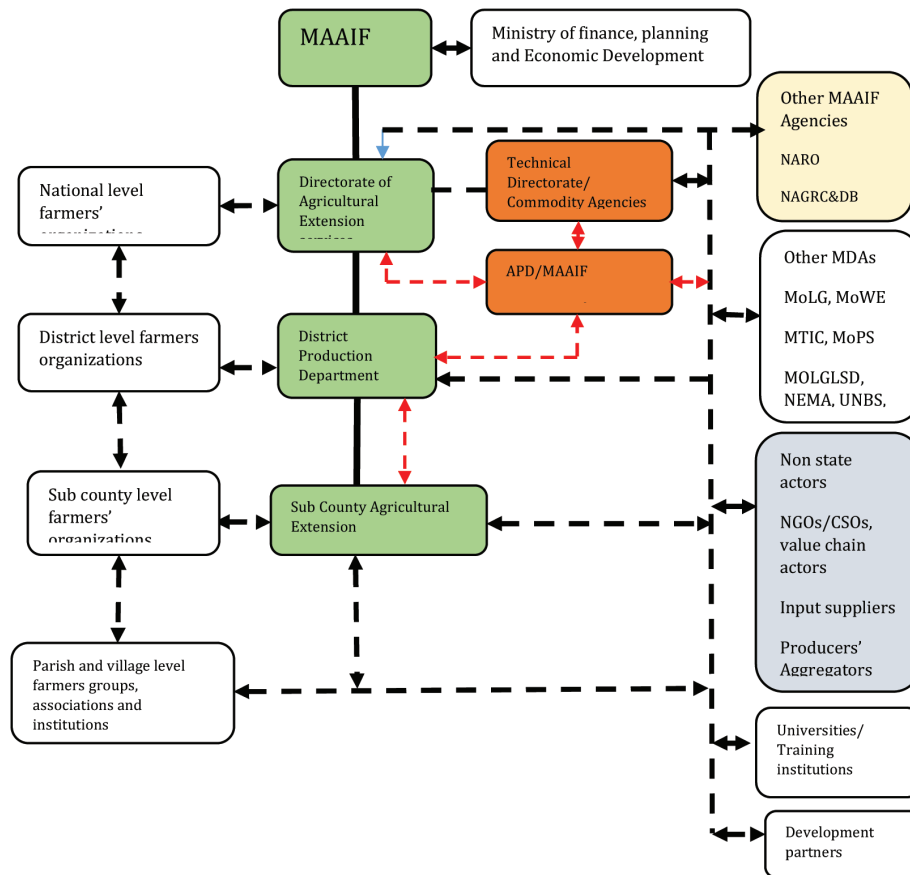 MAAIF
Ministry of finance, planning
and Economic Development
Other MAAIF
Agencies
NARO
NAGRC&DB
National level
farmers'
organizations
Directorate of
Agricultural
Extension
services
Technical
Directorate/
Commodity Agencies
APD/MAAIF
Other MDAs
MoLG, MoWE
MTIC, MoPS
MOLGLSD,
NEMA, UNBS,
District level farmers
organizations
District
Production
Department
Non state
actors
NGOs/CSOs,
value chain
actors
Input suppliers
Producers'
Aggregators
Sub county level
farmers'
organizations
Sub County Agricultural
Extension
Parish and village level
farmers groups,
associations and
institutions
Universities/
Training
institutions
Development
partners